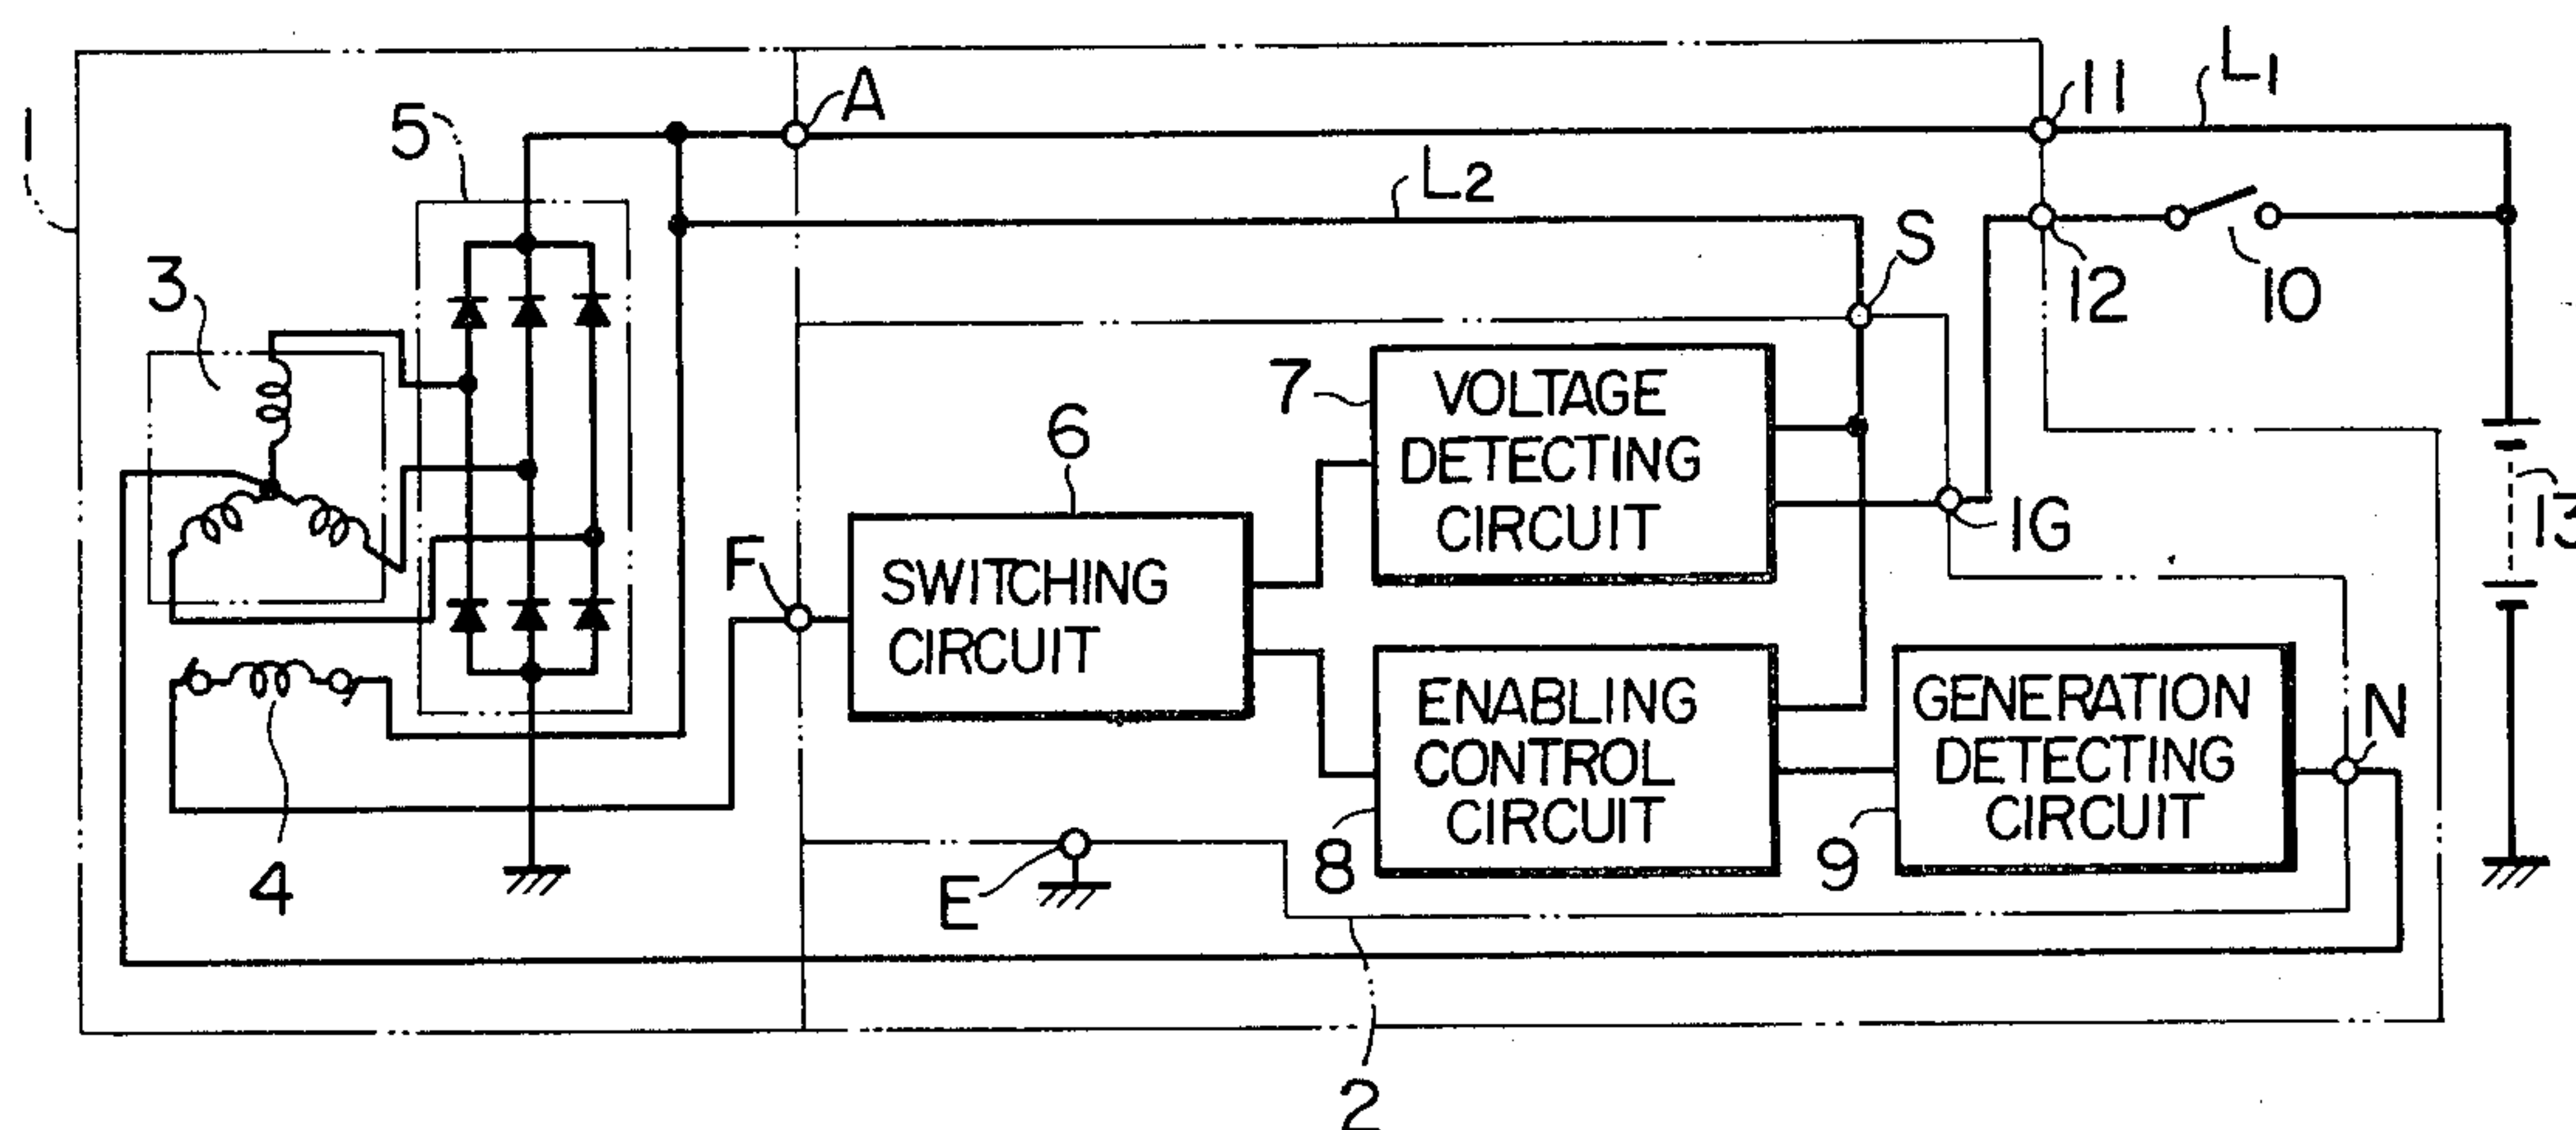 1
5
A
11
L1
L2
3
S
12
10
7
VOLTAGE
DETECTING
CIRCUIT
6
IG
13
F
SWITCHING
CIRCUIT
ENABLING
CONTROL
CIRCUIT
GENERATION
DETECTING
CIRCUIT
N
4
E
8
9
2